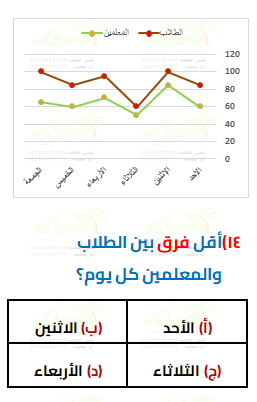 الطلاب المعلمين
120
100
80
60
40
20
0
الأحد الاثنين الثلاثاء الأربعاء الخميس الجمعة
١٤) أقل فرق بين الطلاب
والمعلمين كل يوم؟
(أ) الأحد (ب) الاثنين
(ج) الثلاثاء (د) الأربعاء